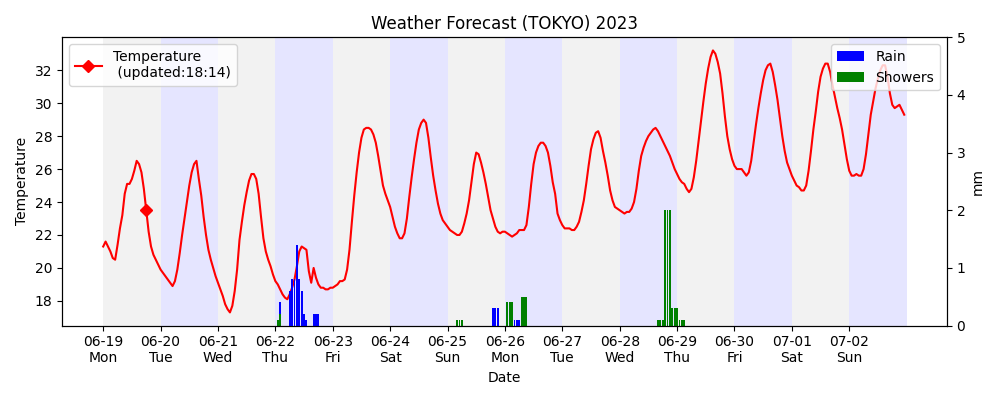 Weather Forecast (TOKYO) 2023
Temperature
(updated:18:14)
Rain
Showers
Temperature
32
30
28
26
24
22
20
18
5
4
3
2
1
0
mm
06-19 06-20 06-21 06-22 06-23 06-24 06-25 06-26 06-27 06-28 06-29 06-30 07-01 07-02
Mon Tue Wed Thu Fri Sat Sun Mon Tue Wed Thu Fri Sat Sun
Date